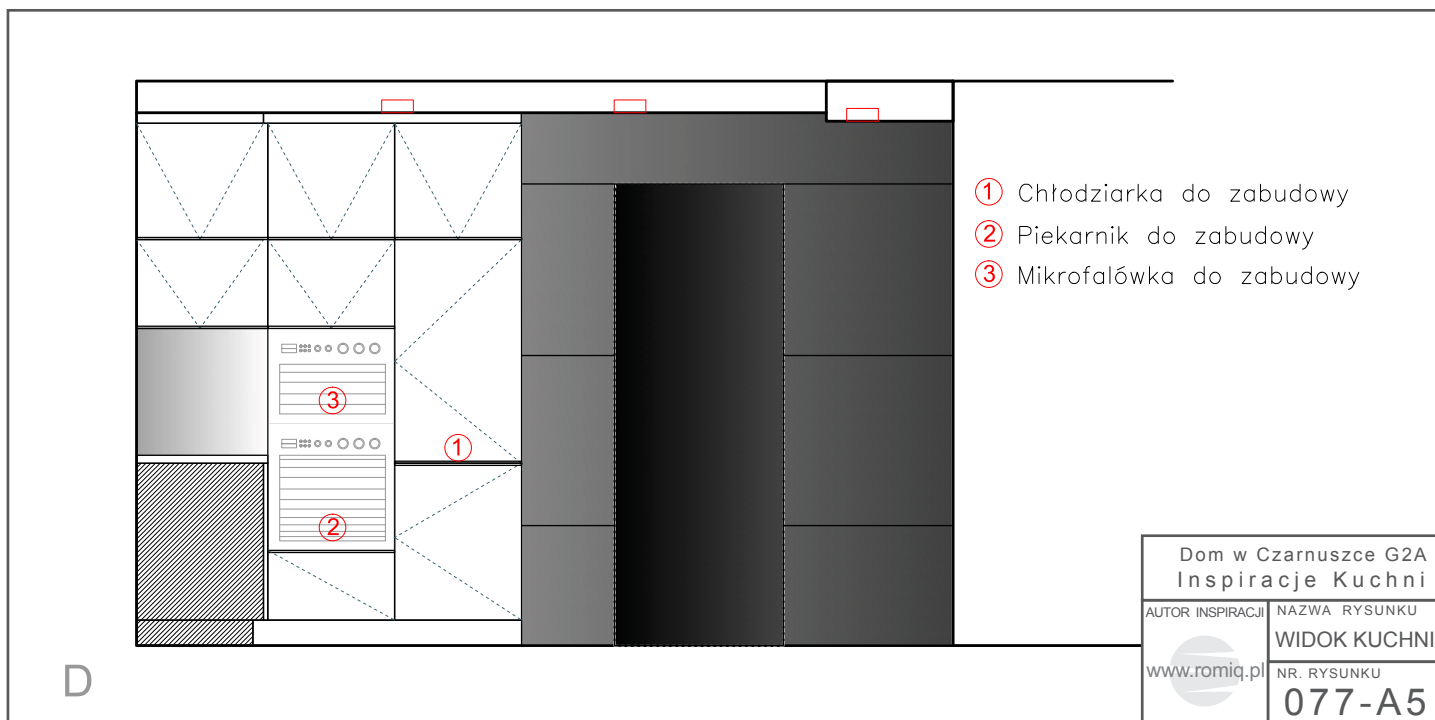 ① Chłodziarka do zabudowy
② Piekarnik do zabudowy
③ Mikrofalówka do zabudowy
3
1
2
D
Dom w Czarnuszce G2A
Inspiracje Kuchni
AUTOR INSPIRACJI
www.romiq.pl
NAZWA RYSUNKU
WIDOK KUCHNI
NR. RYSUNKU
077-A5